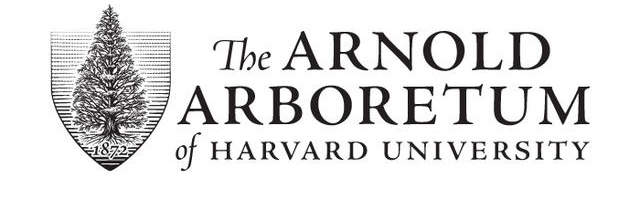 The ARNOLD
ARBORETUM
of HARVARD UNIVERSITY
1872